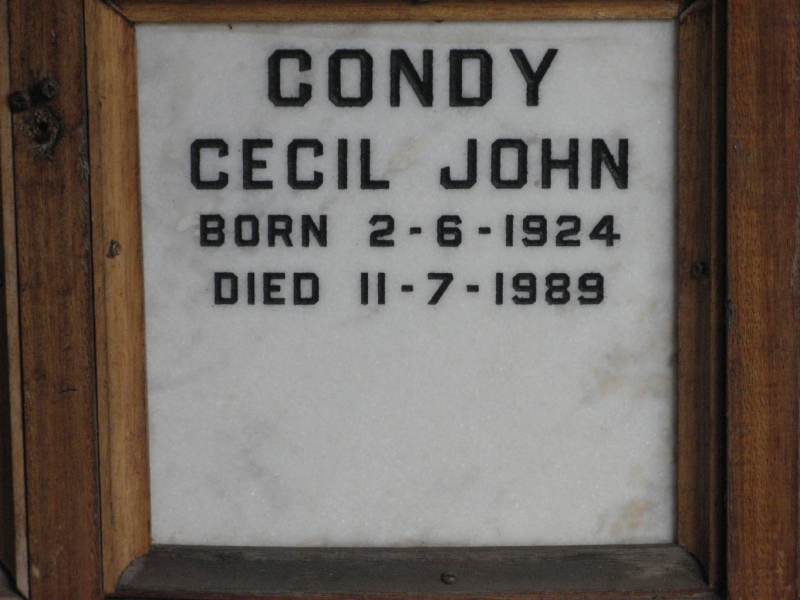 CONDY
CECIL JOHN
BORN 2-6-1924
DIED 11-7-1989